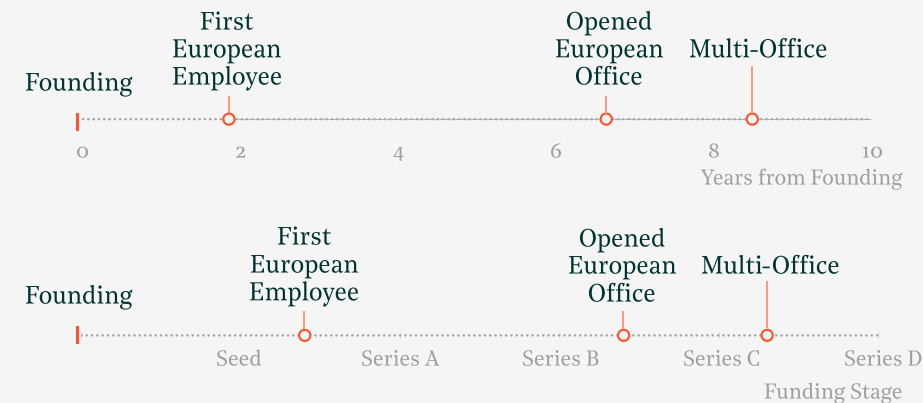 First
European
Employee
Opened
European
Office
Multi-Office
Founding
0 2 4 6 8 10
Years from Founding
First
European
Employee
Opened
European
Office
Multi-Office
Founding
Seed Series A Series B Series C Series D
Funding Stage